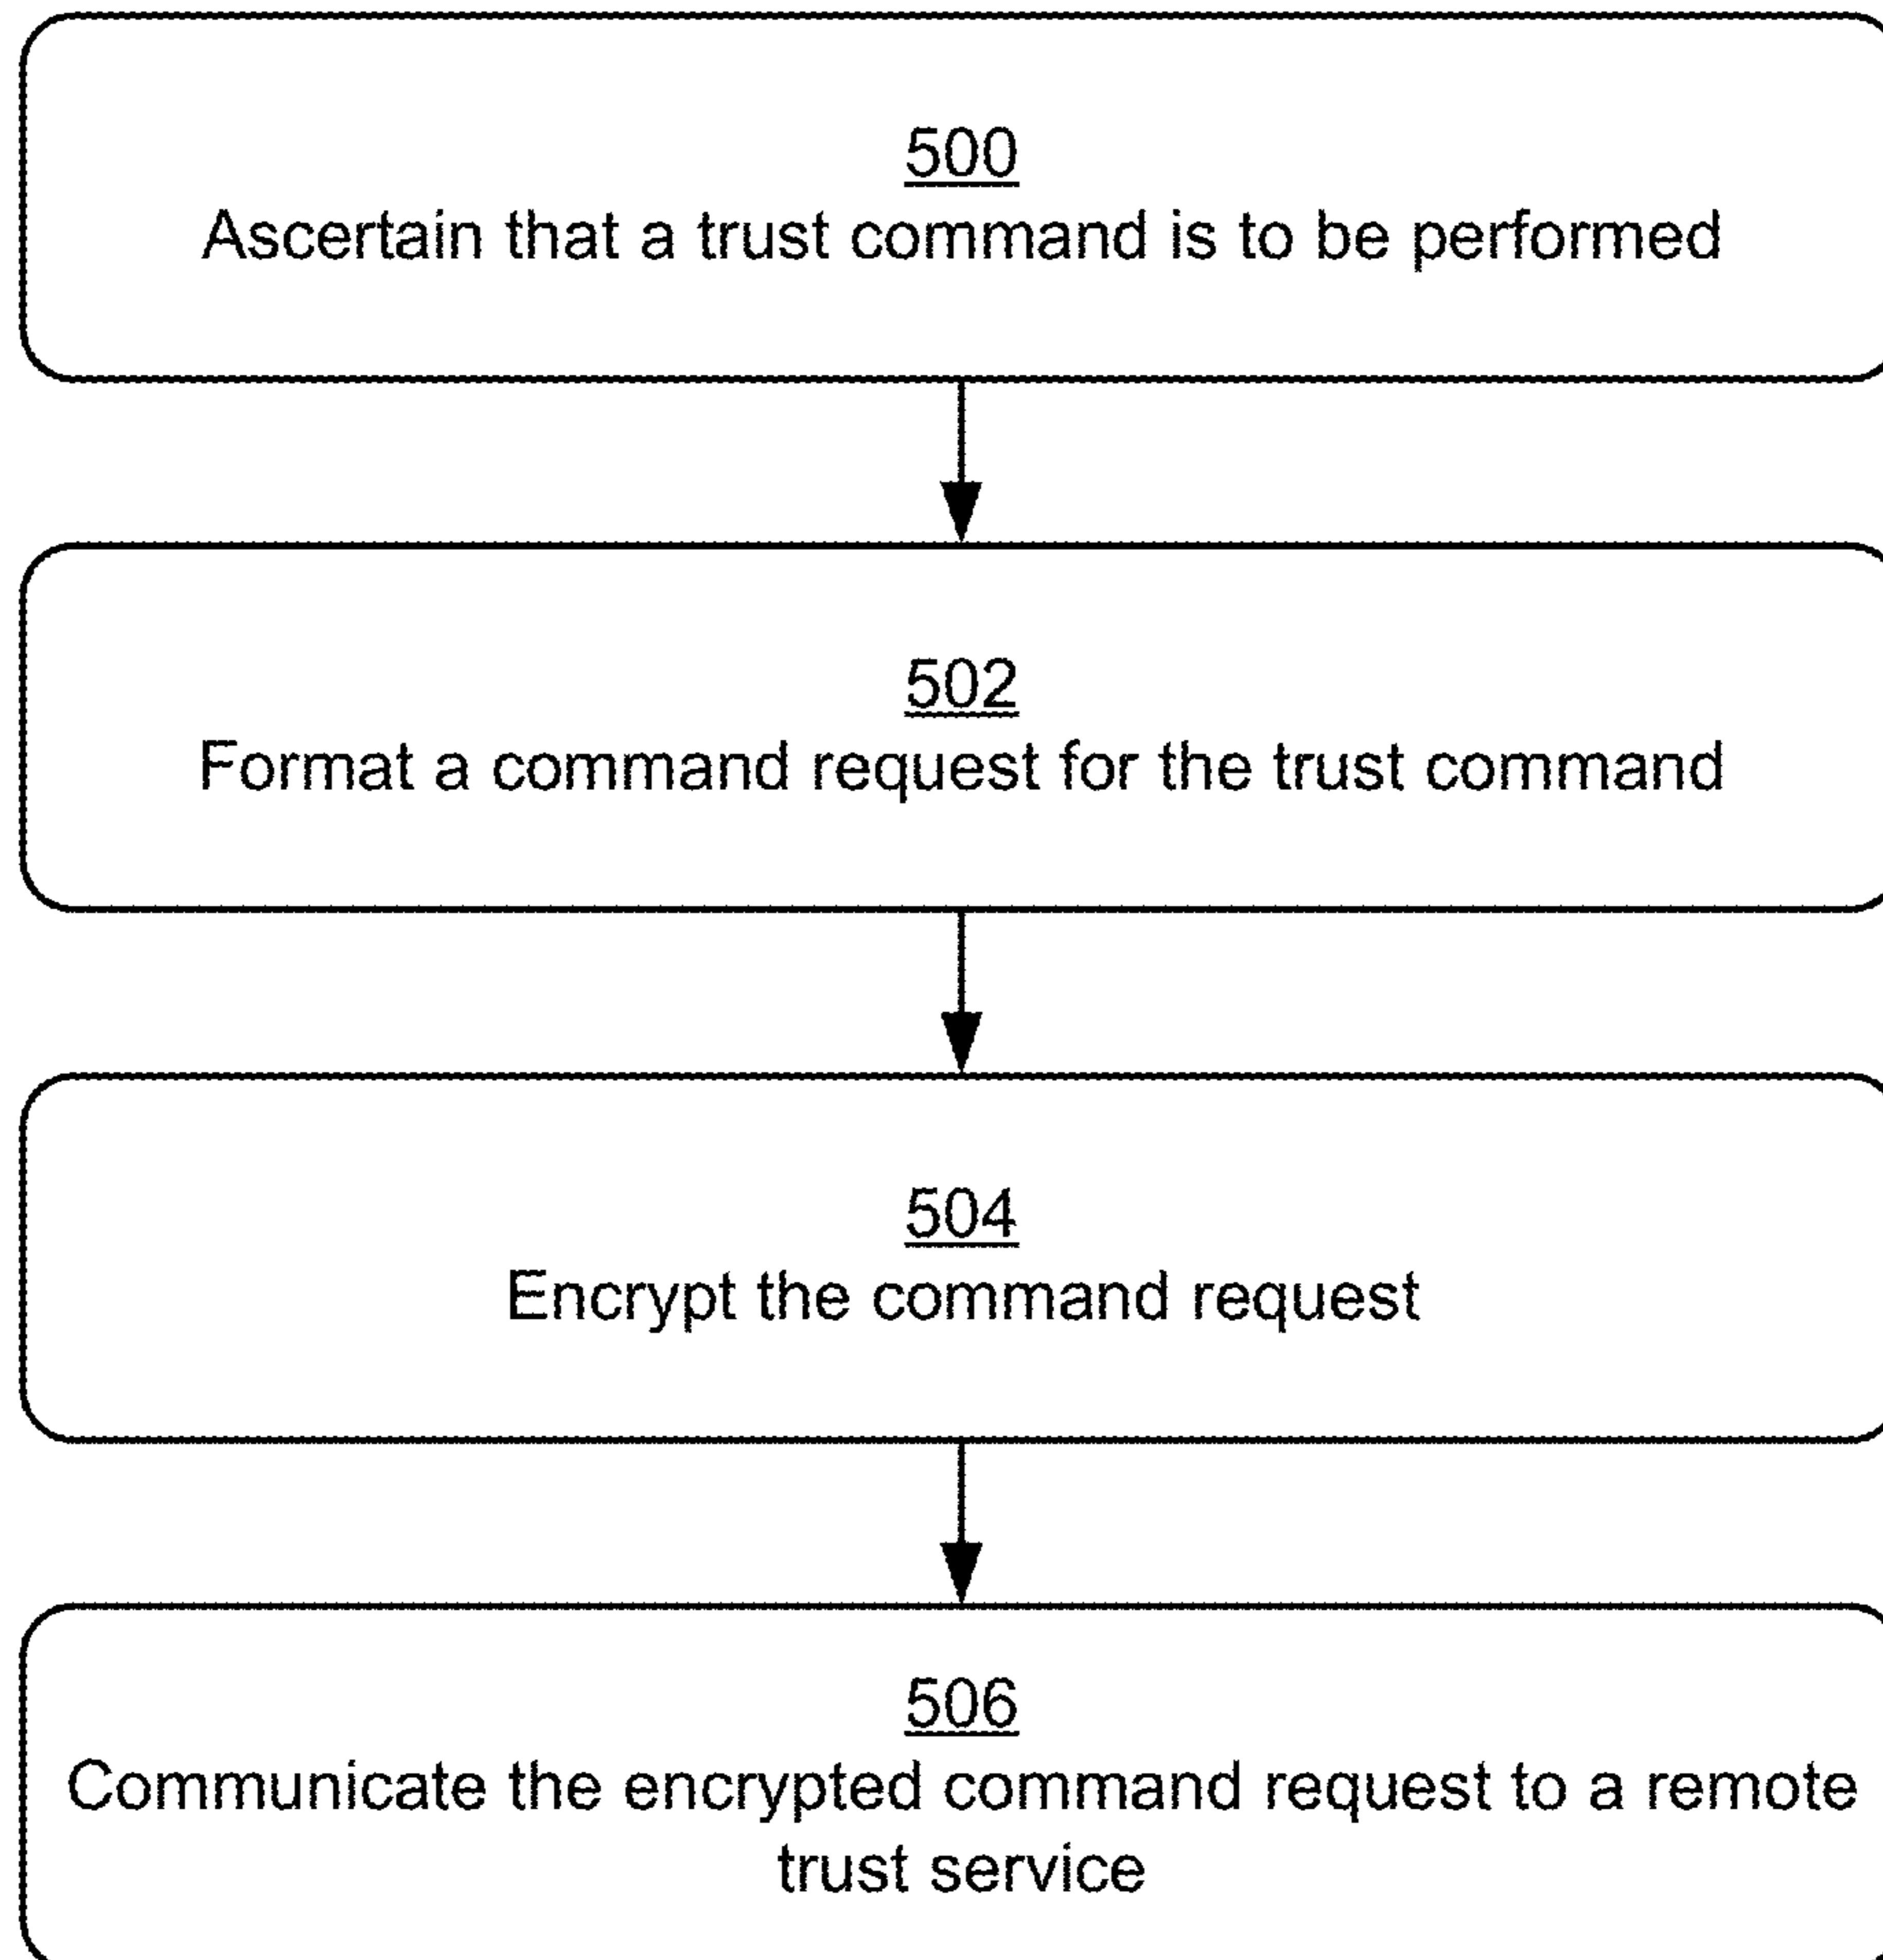 500
Ascertain that a trust command is to be performed
502
Format a command request for the trust command
504
Encrypt the command request
506
Communicate the encrypted command request to a remote
trust service